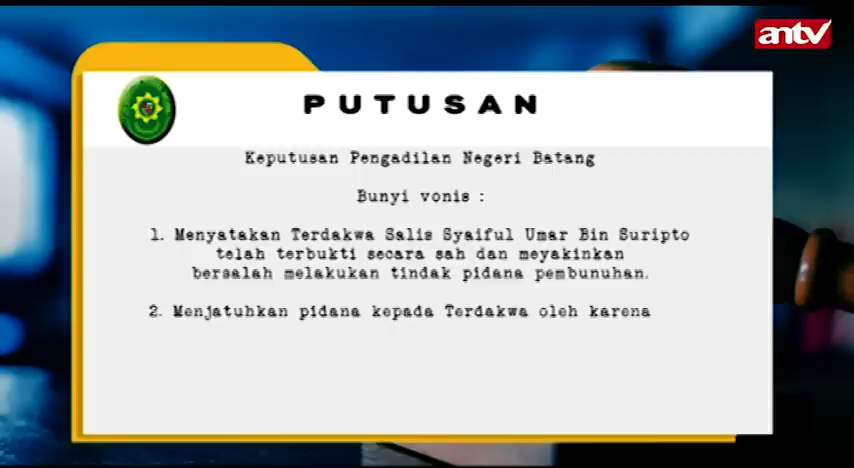 antv
PUTUSAN
Keputusan Pengadilan Negeri Batang
Bunyi vonis :
1. Menyatakan Terdakwa Salis Syaiful Umar Bin Suripto
telah terbukti secara sah dan meyakinkan
bersalah melakukan tindak pidana pembunuhan.
2. Menjatuhkan pidana kepada Terdakwa oleh karena